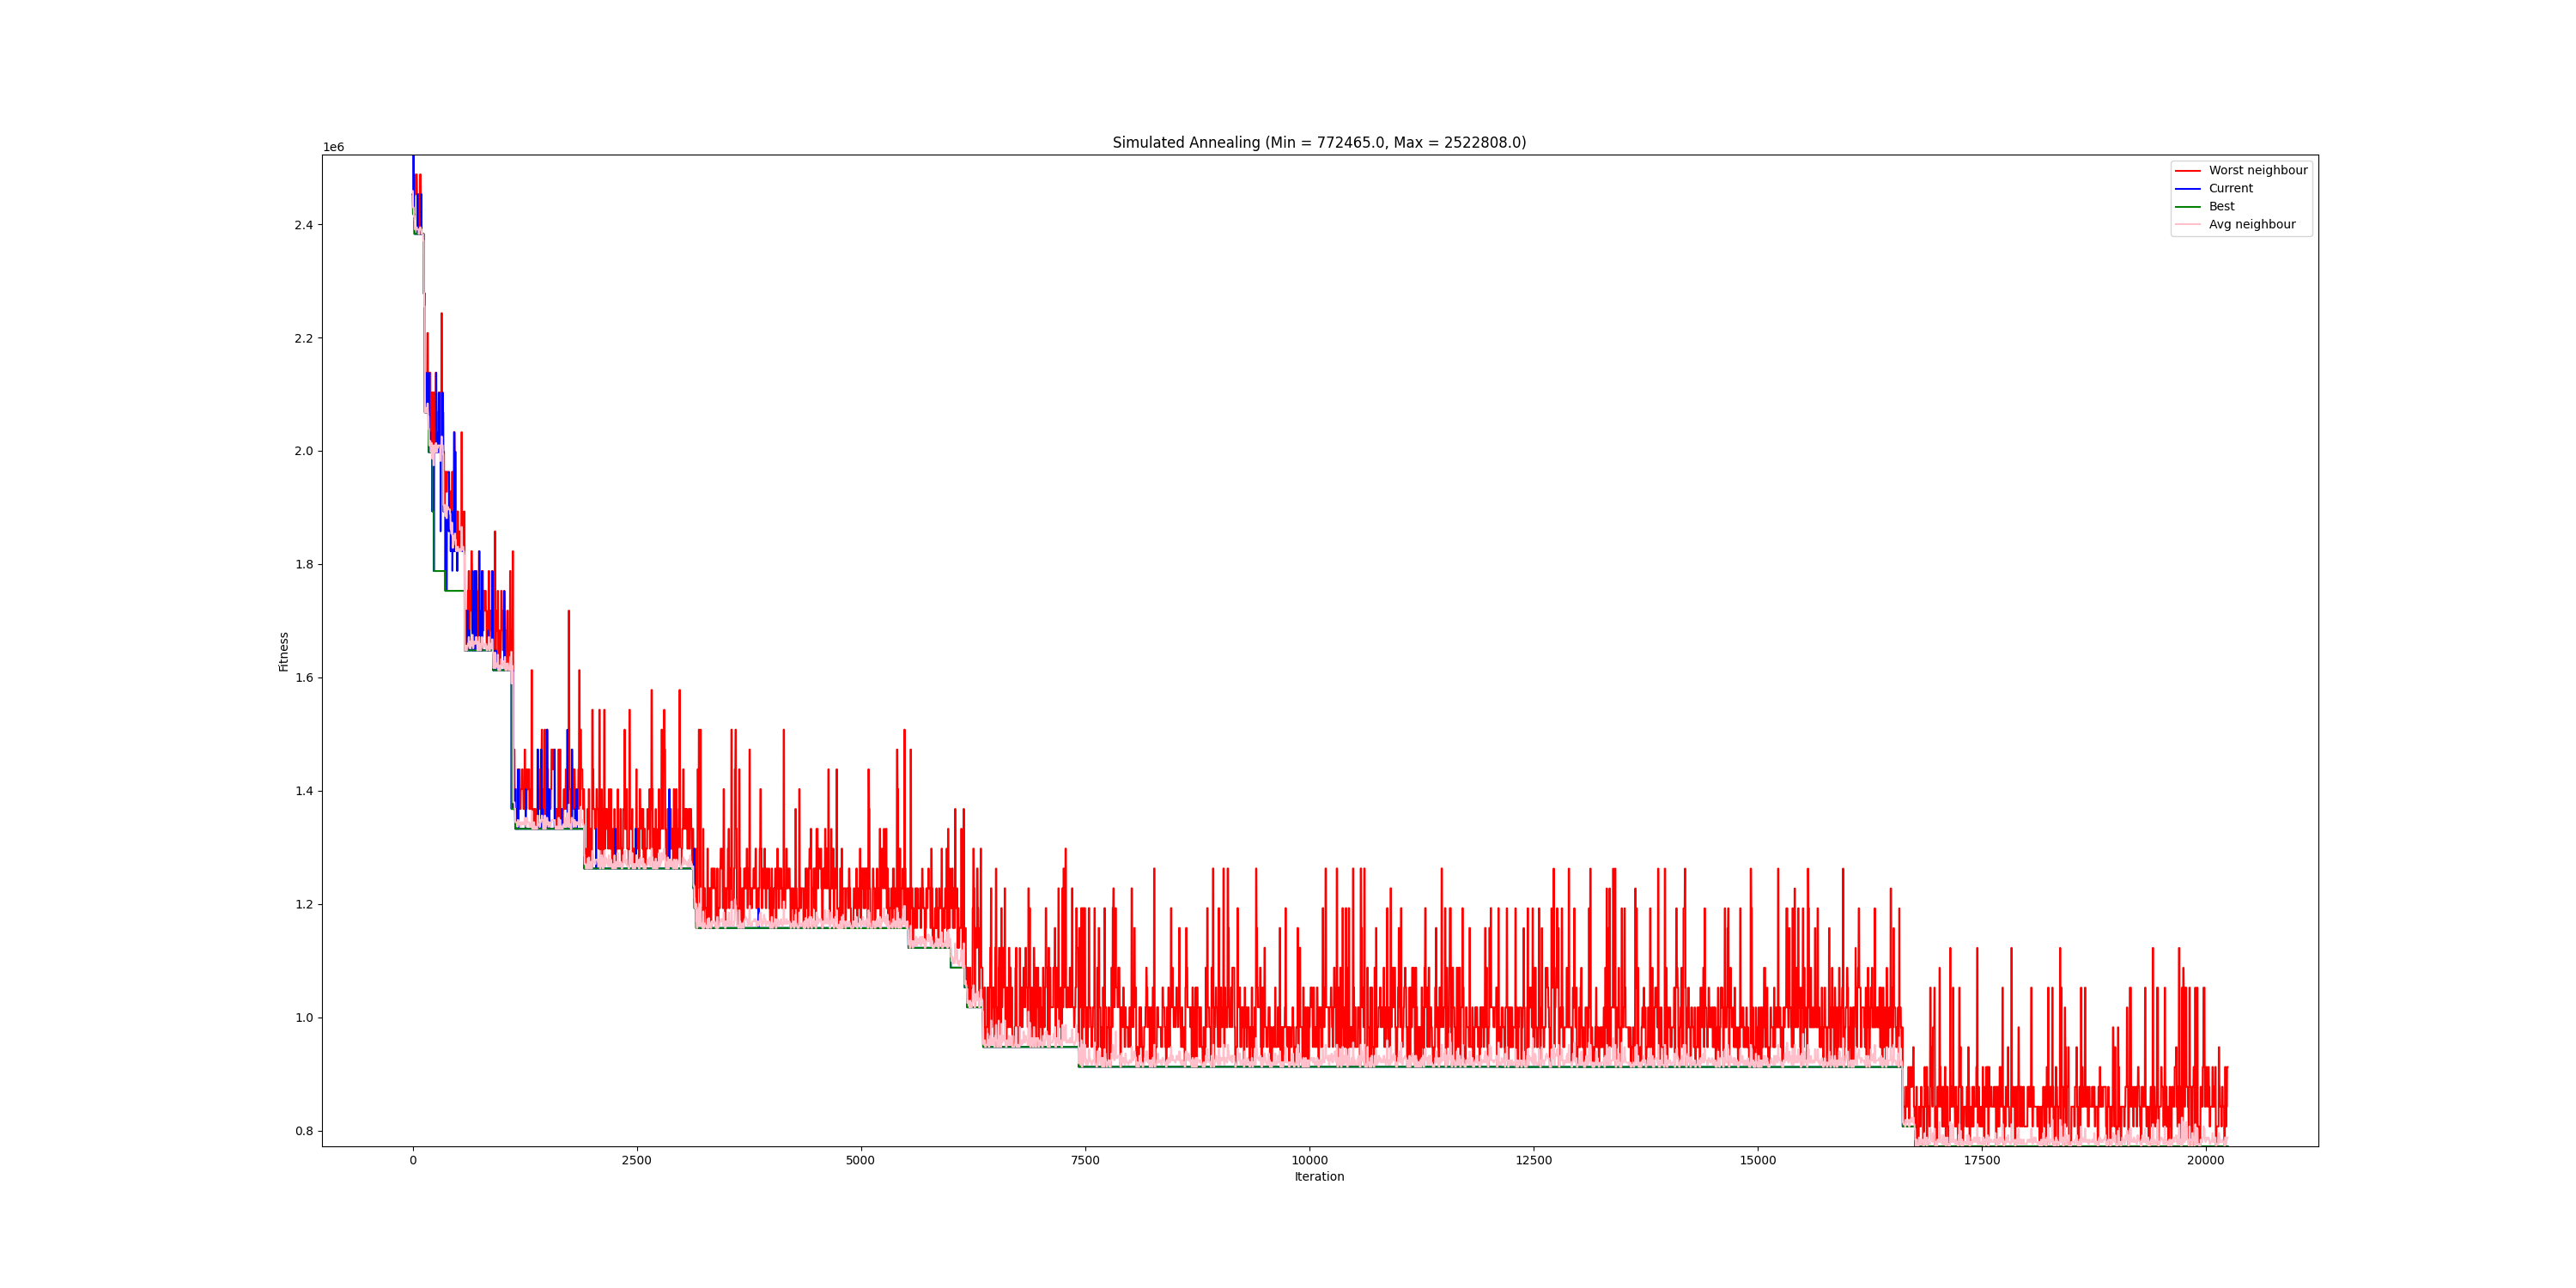 Simulated Annealing (Min = 772465.0, Max = 2522808.0)
1e6
Worst neighbour
Current
Best
Avg neighbour
2.4
2.2
2.0
1.8
1.6
1.4
1.2
1.0
0.8
Fitness
0 2500 5000 7500 10000 12500 15000 17500 20000
Iteration